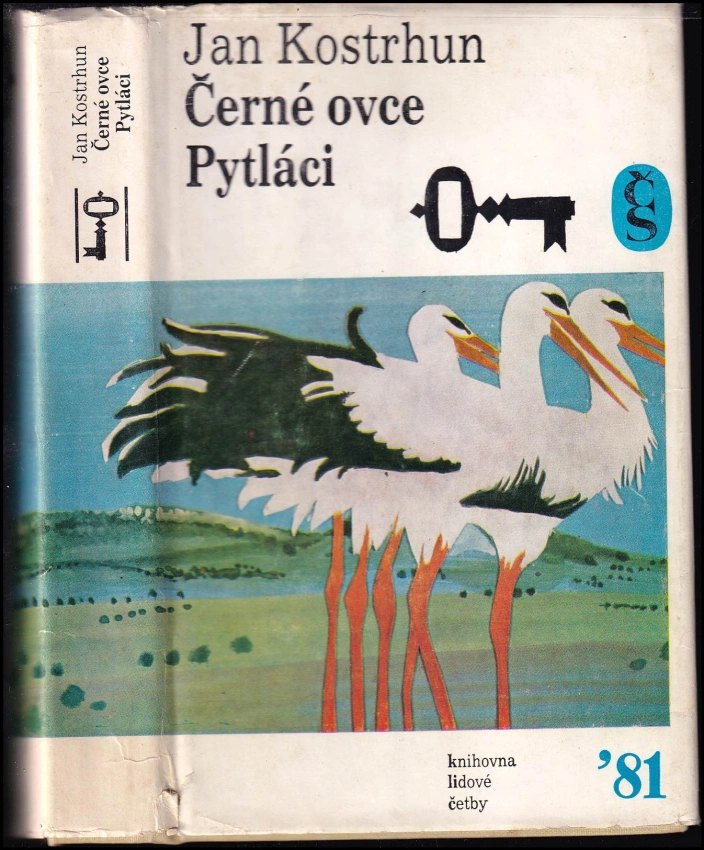 Jan Kostrhun
Černé ovce
Pytláci
Jan Kostrhun
Černé ovce
Pytláci
ČS
knihovna
lidové
četby
’81